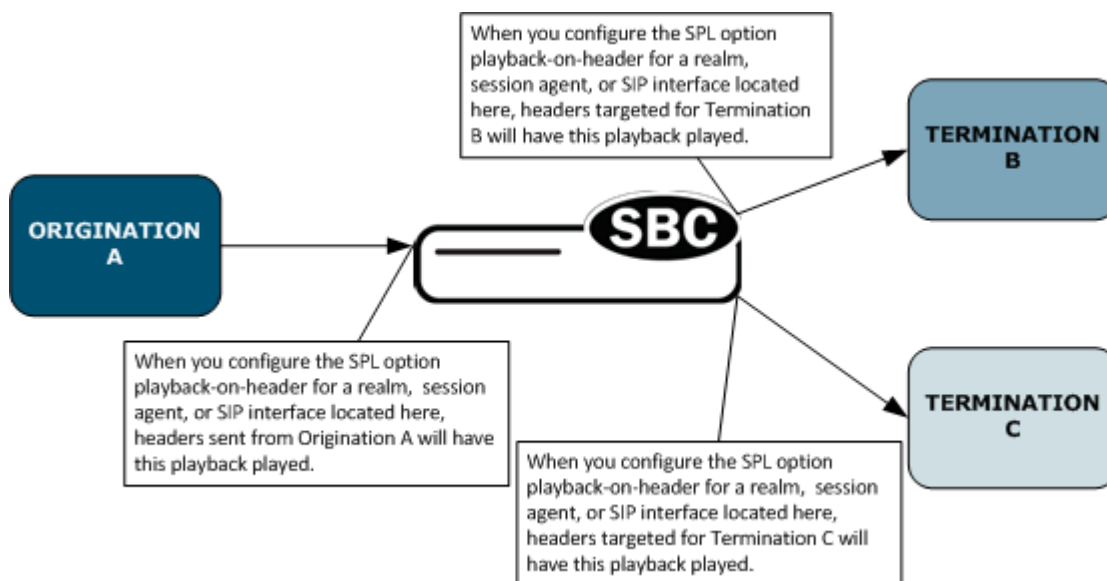 When you configure the SPL option
playback-on-header for a realm,
session agent, or SIP interface located
here, headers targeted for Termination
B will have this playback played.
TERMINATION
B
ORIGINATION
A
SBC
When you configure the SPL option
playback-on-header for a realm, session
agent, or SIP interface located here,
headers sent from Origination A will have
this playback played.
TERMINATION
C
When you configure the SPL option
playback-on-header for a realm, session
agent, or SIP interface located here,
headers targeted for Termination C will
have this playback played.